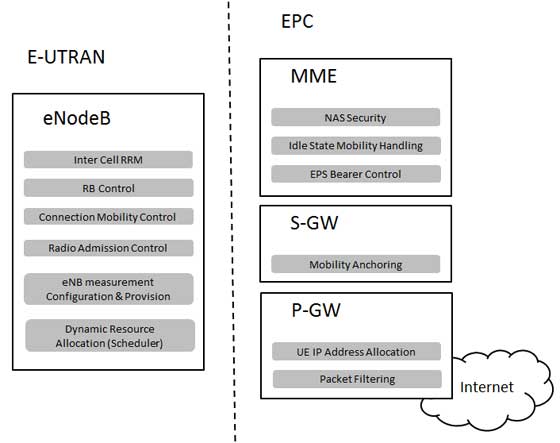 E-UTRAN
eNodeB
Inter Cell RRM
RB Control
Connection Mobility Control
Radio Admission Control
eNB measurement
Configuration & Provision
Dynamic Resource
Allocation (Scheduler)
EPC
MME
NAS Security
Idle State Mobility Handling
EPS Bearer Control
S-GW
Mobility Anchoring
P-GW
UE IP Address Allocation
Packet Filtering
Internet